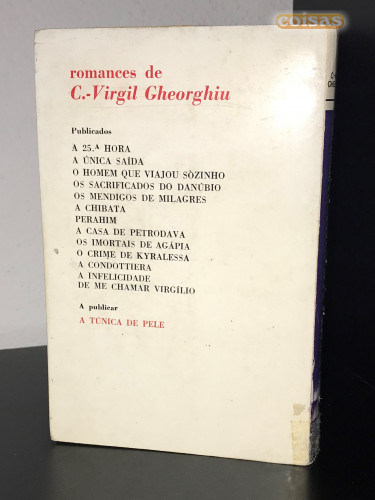 coisas
romances de
C.-Virgil Gheorghiu
Publicados
A 25.ª HORA
A ÚNICA SAÍDA
O HOMEM QUE VIAJOU SÒZINHO
OS SACRIFICADOS DO DANÚBIO
OS MENDIGOS DE MILAGRES
A CHIBATA
PERAHIM
A CASA DE PETRODAVA
OS IMORTAIS DE AGÁPIA
O CRIME DE KYRALESSA
A CONDOTTIERA
A INFELICIDADE
DE ME CHAMAR VIRGÍLIO
A publicar
A TÚNICA DE PELE